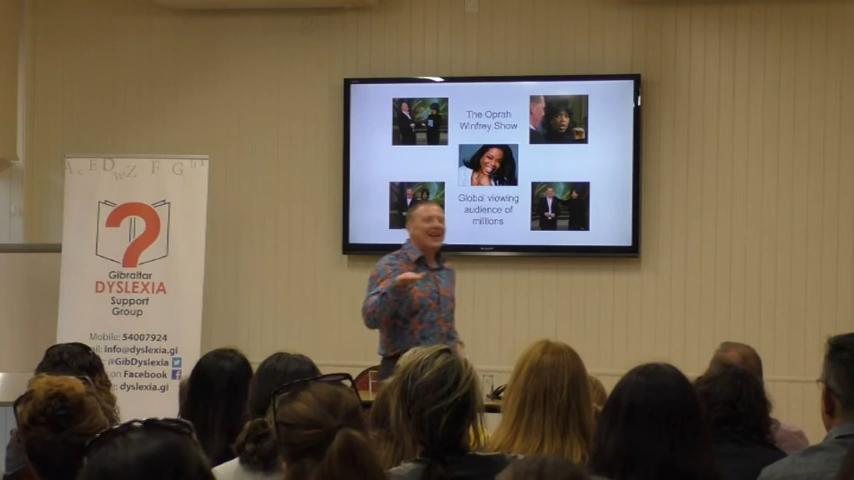 The Oprah
Winfrey Show
Global viewing
audience of
millions
Gibraltar
DYSLEXIA
Support
Group
Mobile: 54007924
info@dyslexia.gi
@GibDyslexia
on Facebook
dyslexia.gi